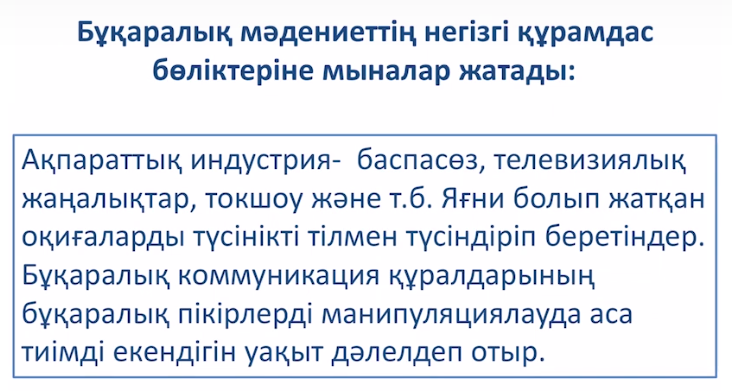 Бұқаралық мәдениеттің негізгі құрамдас
бөліктеріне мыналар жатады:
Ақпараттық индустрия-  баспасөз, телевизиялық
жаңалықтар, токшоу және т.б. Яғни болып жатқан
оқиғаларды түсінікті тілмен түсіндіріп беретіндер.
Бұқаралық коммуникация құралдарының
бұқаралық пікірлерді манипуляциялауда аса
тиімді екендігін уақыт дәлелдеп отыр.